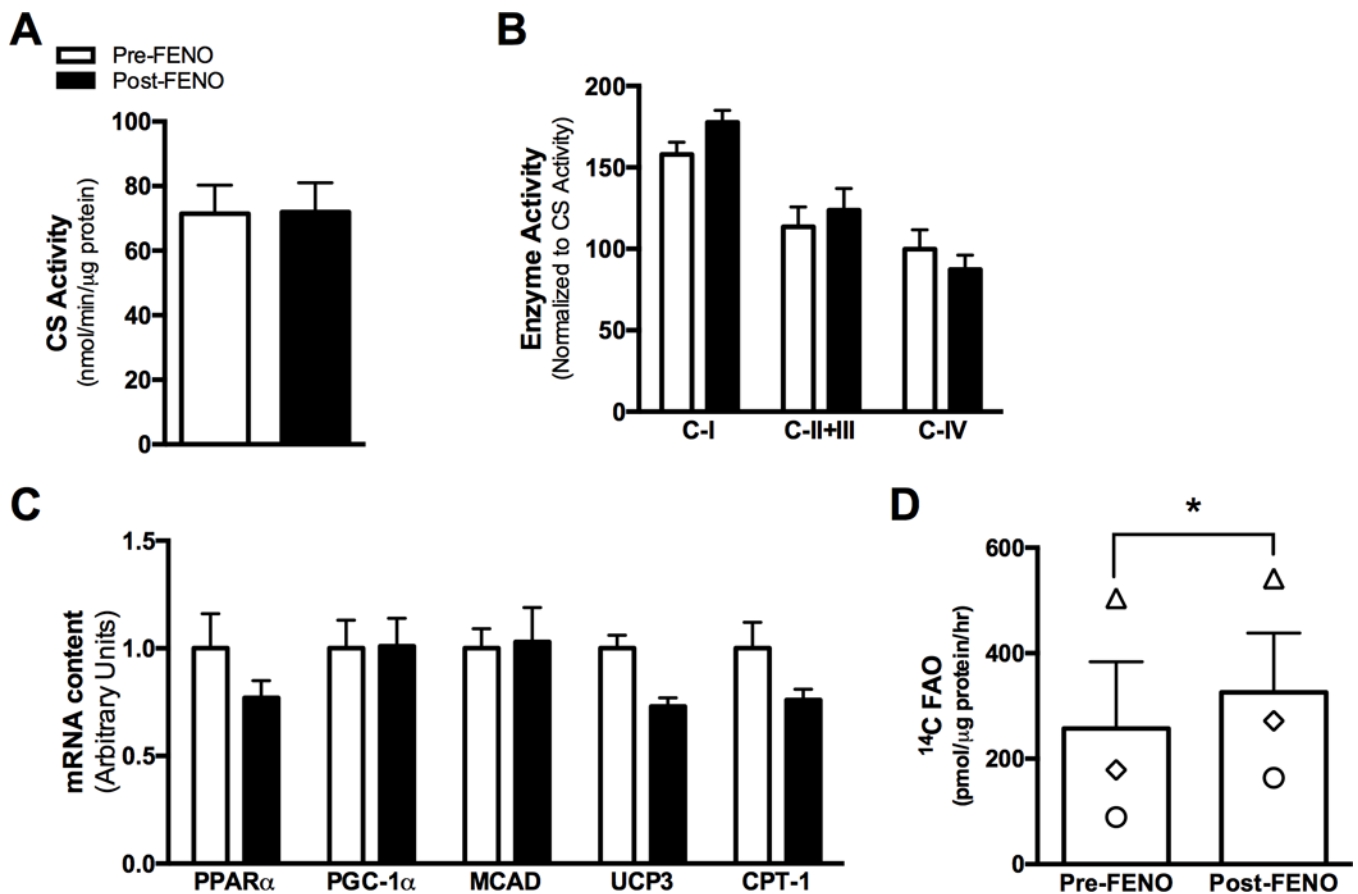 A
Pre-FENO
Post-FENO
CS Activity
(nmol/min/µg protein)
100
80
60
40
20
0
B
Enzyme Activity
(Normalized to CS Activity)
200
150
100
50
0
C-I C-II+III C-IV
C
mRNA content
(Arbitrary Units)
1.5
1.0
0.5
0.0
PPARα PGC-1α MCAD UCP3 CPT-1
D
*
¹⁴C FAO
(pmol/µg protein/hr)
600
400
200
0
Pre-FENO Post-FENO